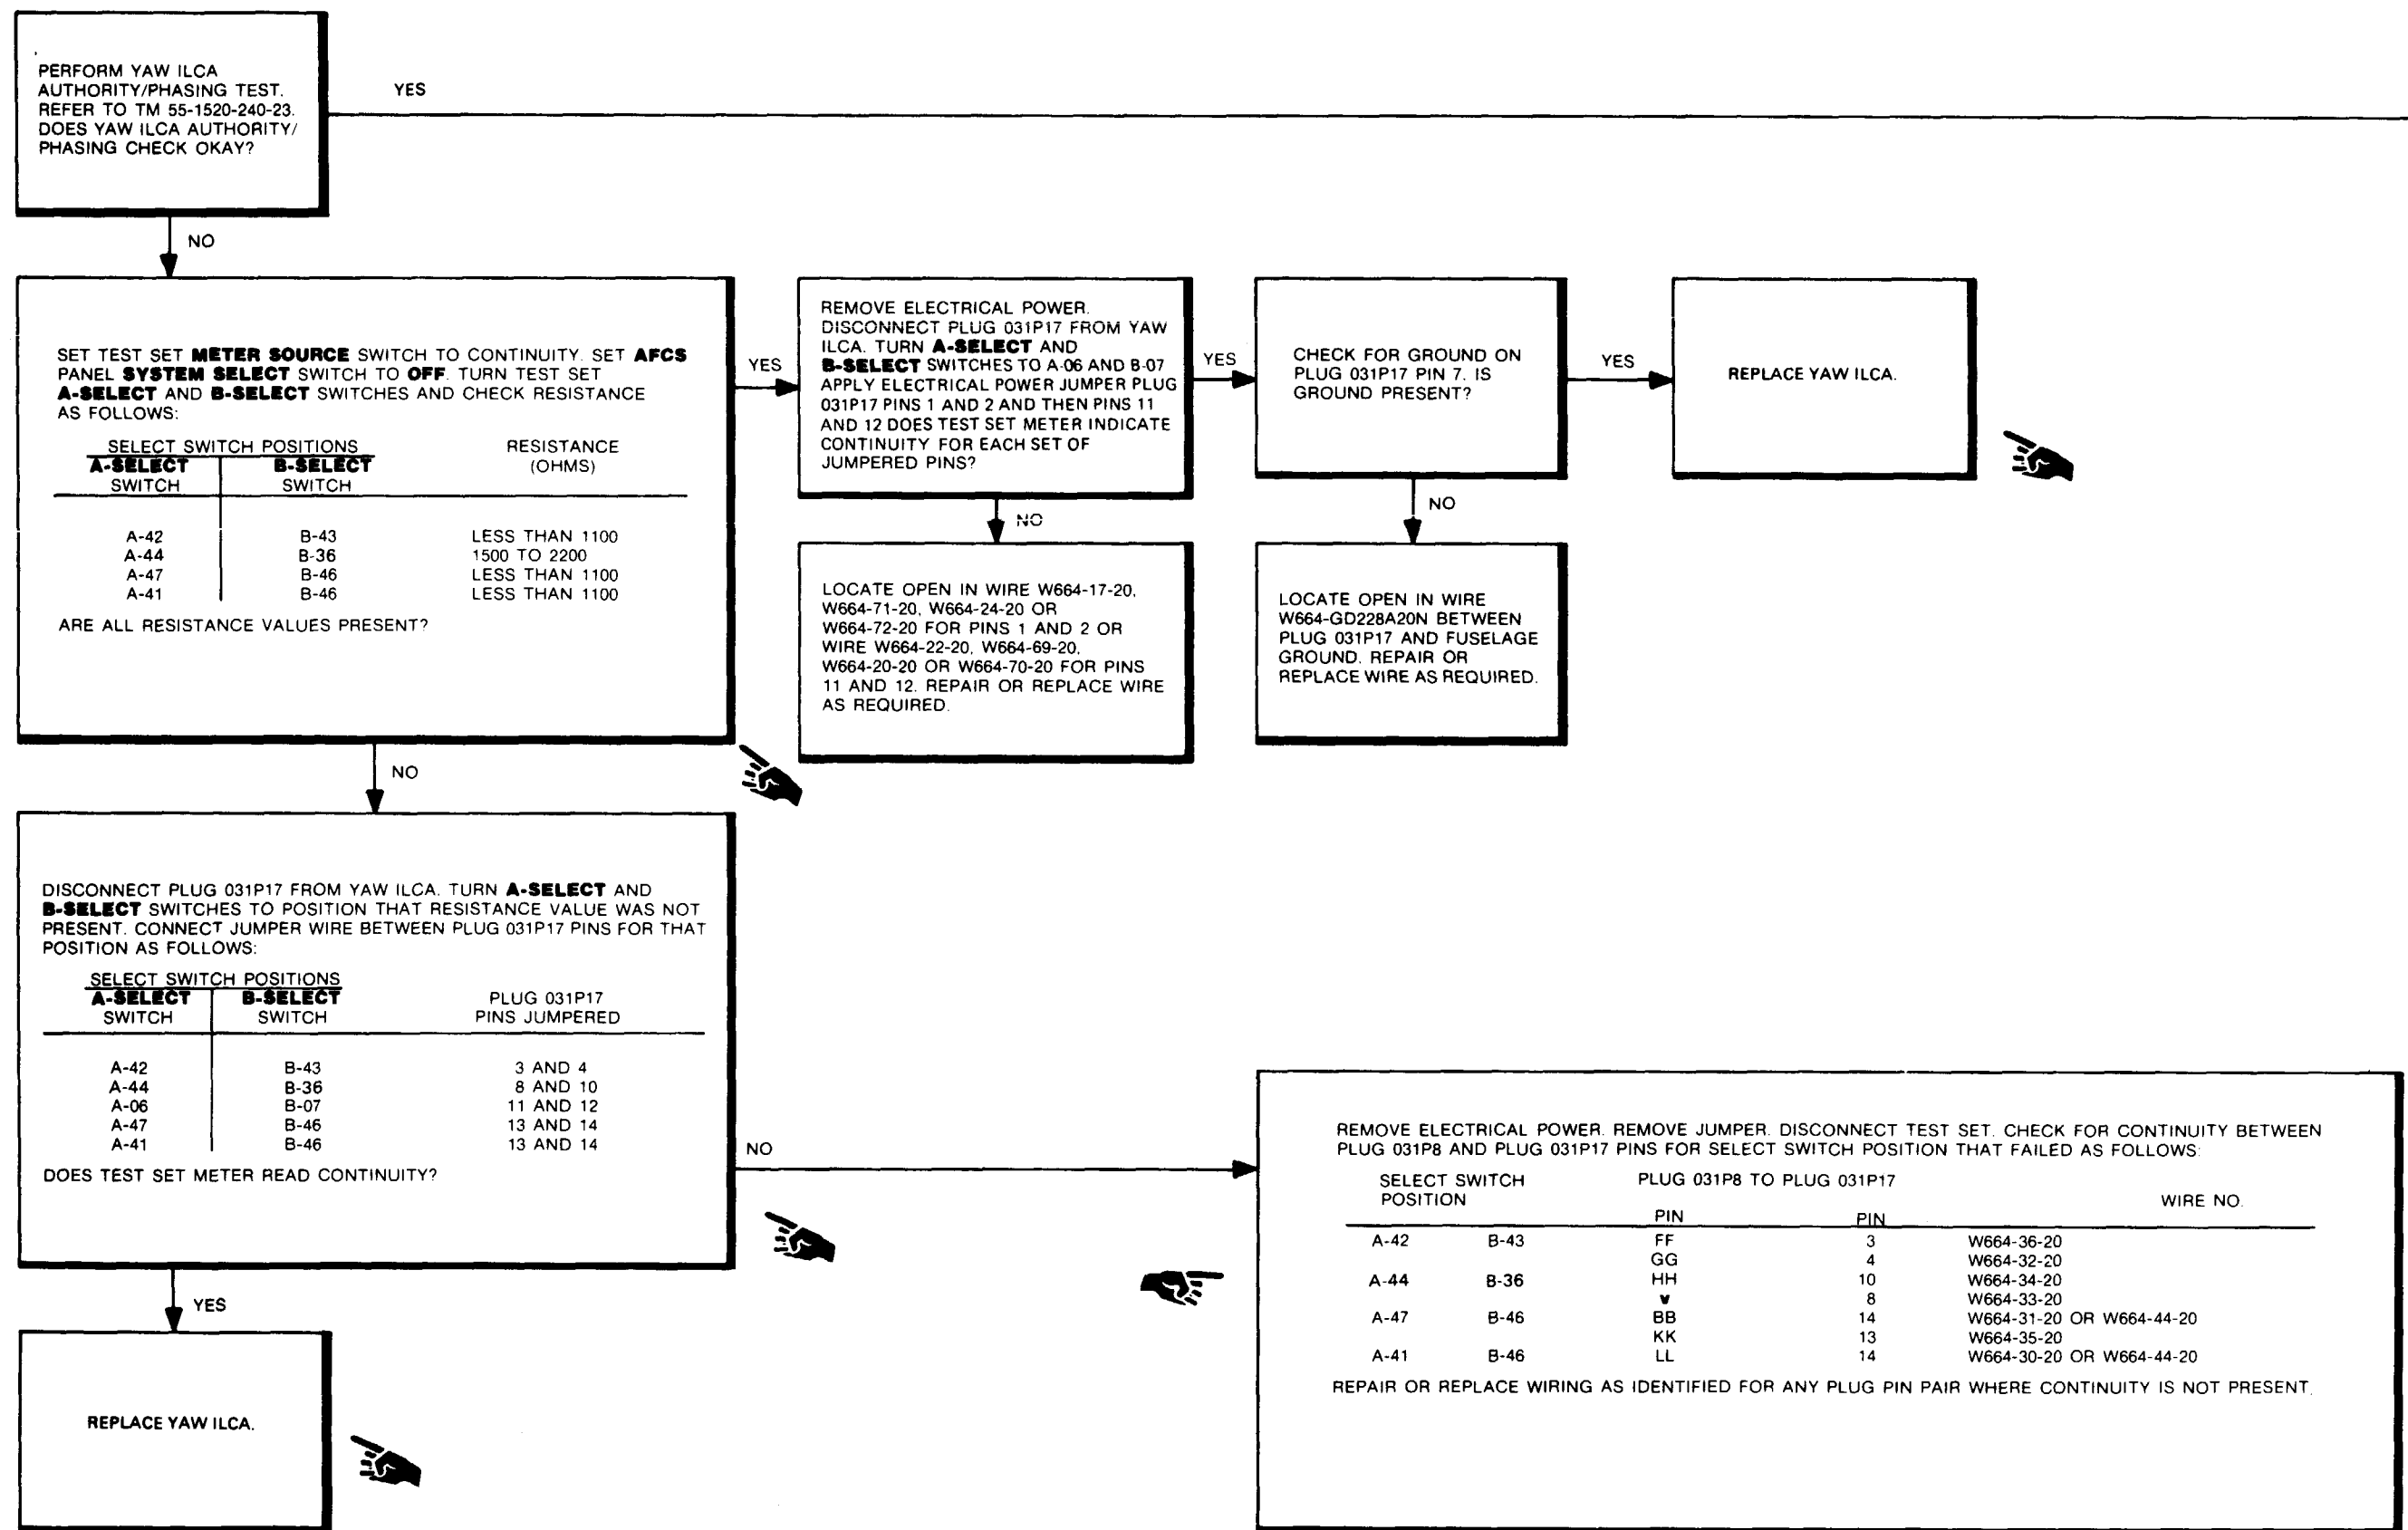 PERFORM YAW ILCA
AUTHORITY/PHASING TEST.
REFER TO TM 55-1520-240-23.
DOES YAW ILCA AUTHORITY/
PHASING CHECK OKAY?
YES
NO
SET TEST SET METER SOURCE SWITCH TO CONTINUITY. SET AFCS
PANEL SYSTEM SELECT SWITCH TO OFF. TURN TEST SET
A-SELECT AND B-SELECT SWITCHES AND CHECK RESISTANCE
AS FOLLOWS:
SELECT SWITCH POSITIONS RESISTANCE
A-SELECT B-SELECT (OHMS)
SWITCH SWITCH
A-42 B-43 LESS THAN 1100
A-44 B-36 1500 TO 2200
A-47 B-46 LESS THAN 1100
A-41 B-46 LESS THAN 1100
ARE ALL RESISTANCE VALUES PRESENT?
YES
REMOVE ELECTRICAL POWER.
DISCONNECT PLUG 031P17 FROM YAW
ILCA. TURN A-SELECT AND
B-SELECT SWITCHES TO A-06 AND B-07
APPLY ELECTRICAL POWER JUMPER PLUG
031P17 PINS 1 AND 2 AND THEN PINS 11
AND 12 DOES TEST SET METER INDICATE
CONTINUITY FOR EACH SET OF
JUMPERED PINS?
YES
CHECK FOR GROUND ON
PLUG 031P17 PIN 7. IS
GROUND PRESENT?
YES
REPLACE YAW ILCA.
NO
LOCATE OPEN IN WIRE W664-17-20,
W664-71-20, W664-24-20 OR
W664-72-20 FOR PINS 1 AND 2 OR
WIRE W664-22-20, W664-69-20,
W664-20-20 OR W664-70-20 FOR PINS
11 AND 12. REPAIR OR REPLACE WIRE
AS REQUIRED.
NO
LOCATE OPEN IN WIRE
W664-GD228A20N BETWEEN
PLUG 031P17 AND FUSELAGE
GROUND. REPAIR OR
REPLACE WIRE AS REQUIRED.
NO
DISCONNECT PLUG 031P17 FROM YAW ILCA. TURN A-SELECT AND
B-SELECT SWITCHES TO POSITION THAT RESISTANCE VALUE WAS NOT
PRESENT. CONNECT JUMPER WIRE BETWEEN PLUG 031P17 PINS FOR THAT
POSITION AS FOLLOWS:
SELECT SWITCH POSITIONS
A-SELECT B-SELECT PLUG 031P17
SWITCH SWITCH PINS JUMPERED
A-42 B-43 3 AND 4
A-44 B-36 8 AND 10
A-06 B-07 11 AND 12
A-47 B-46 13 AND 14
A-41 B-46 13 AND 14
DOES TEST SET METER READ CONTINUITY?
NO
REMOVE ELECTRICAL POWER. REMOVE JUMPER. DISCONNECT TEST SET. CHECK FOR CONTINUITY BETWEEN
PLUG 031P8 AND PLUG 031P17 PINS FOR SELECT SWITCH POSITION THAT FAILED AS FOLLOWS:
SELECT SWITCH PLUG 031P8 TO PLUG 031P17
POSITION WIRE NO.
PIN PIN
A-42 B-43 FF 3 W664-36-20
GG 4 W664-32-20
A-44 B-36 HH 10 W664-34-20
v 8 W664-33-20
A-47 B-46 BB 14 W664-31-20 OR W664-44-20
KK 13 W664-35-20
A-41 B-46 LL 14 W664-30-20 OR W664-44-20
REPAIR OR REPLACE WIRING AS IDENTIFIED FOR ANY PLUG PIN PAIR WHERE CONTINUITY IS NOT PRESENT.
YES
REPLACE YAW ILCA.